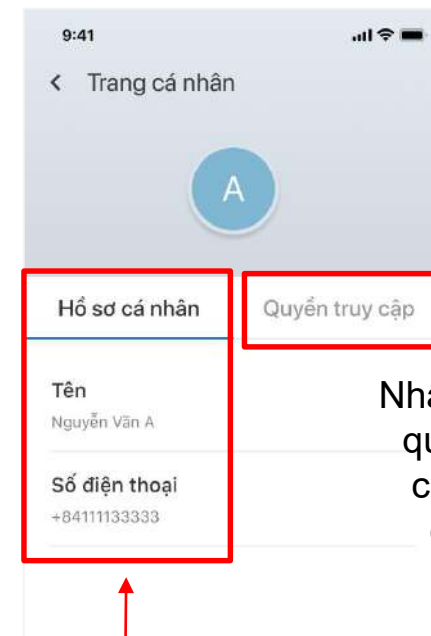 9:41
Trang cá nhân
A
Hồ sơ cá nhân
Quyền truy cập
Tên
Nguyễn Văn A
Số điện thoại
+84111133333